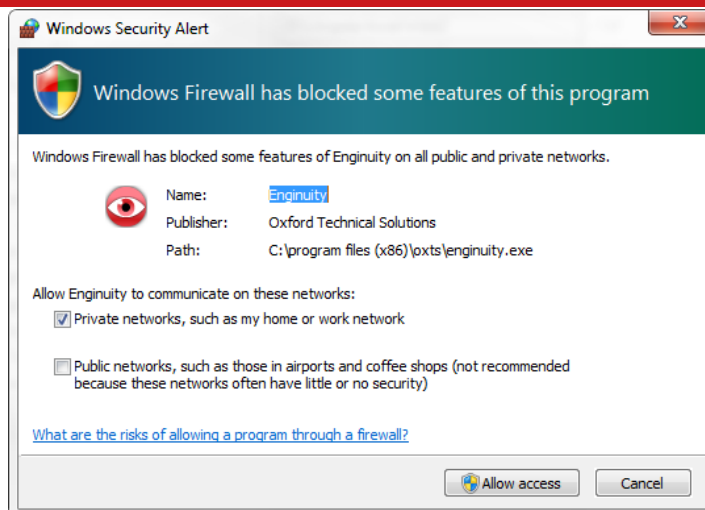 Windows Security Alert
Windows Firewall has blocked some features of this program
Windows Firewall has blocked some features of Enginuity on all public and private networks.
Name: Enginuity
Publisher: Oxford Technical Solutions
Path: C:\program files (x86)\oxts\enginuity.exe
Allow Enginuity to communicate on these networks:
Private networks, such as my home or work network
Public networks, such as those in airports and coffee shops (not recommended
because these networks often have little or no security)
What are the risks of allowing a program through a firewall?
Allow access Cancel